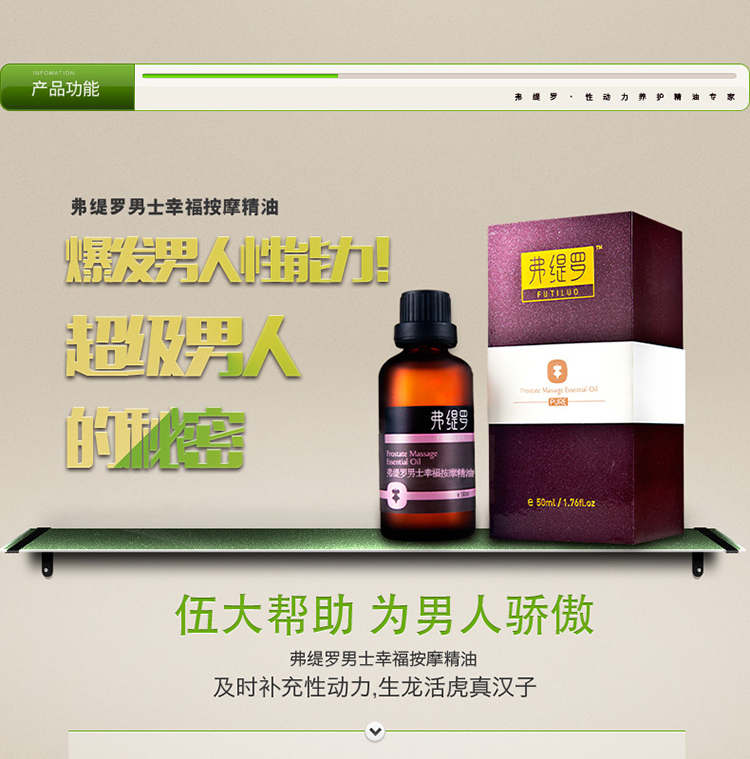 INFOMATION
产品功能
弗缇罗·性动力养护精油专家
弗缇罗男士幸福按摩精油
爆发男人性能力!
超级男人
的秘密
弗缇罗™
FUTILUO
Prostate Massage Essential Oil
PURE
e 50ml / 1.76fl.oz
弗缇罗
Prostate Massage
Essential Oil
弗缇罗男士幸福按摩精油
伍大帮助 为男人骄傲
弗缇罗男士幸福按摩精油
及时补充性动力,生龙活虎真汉子